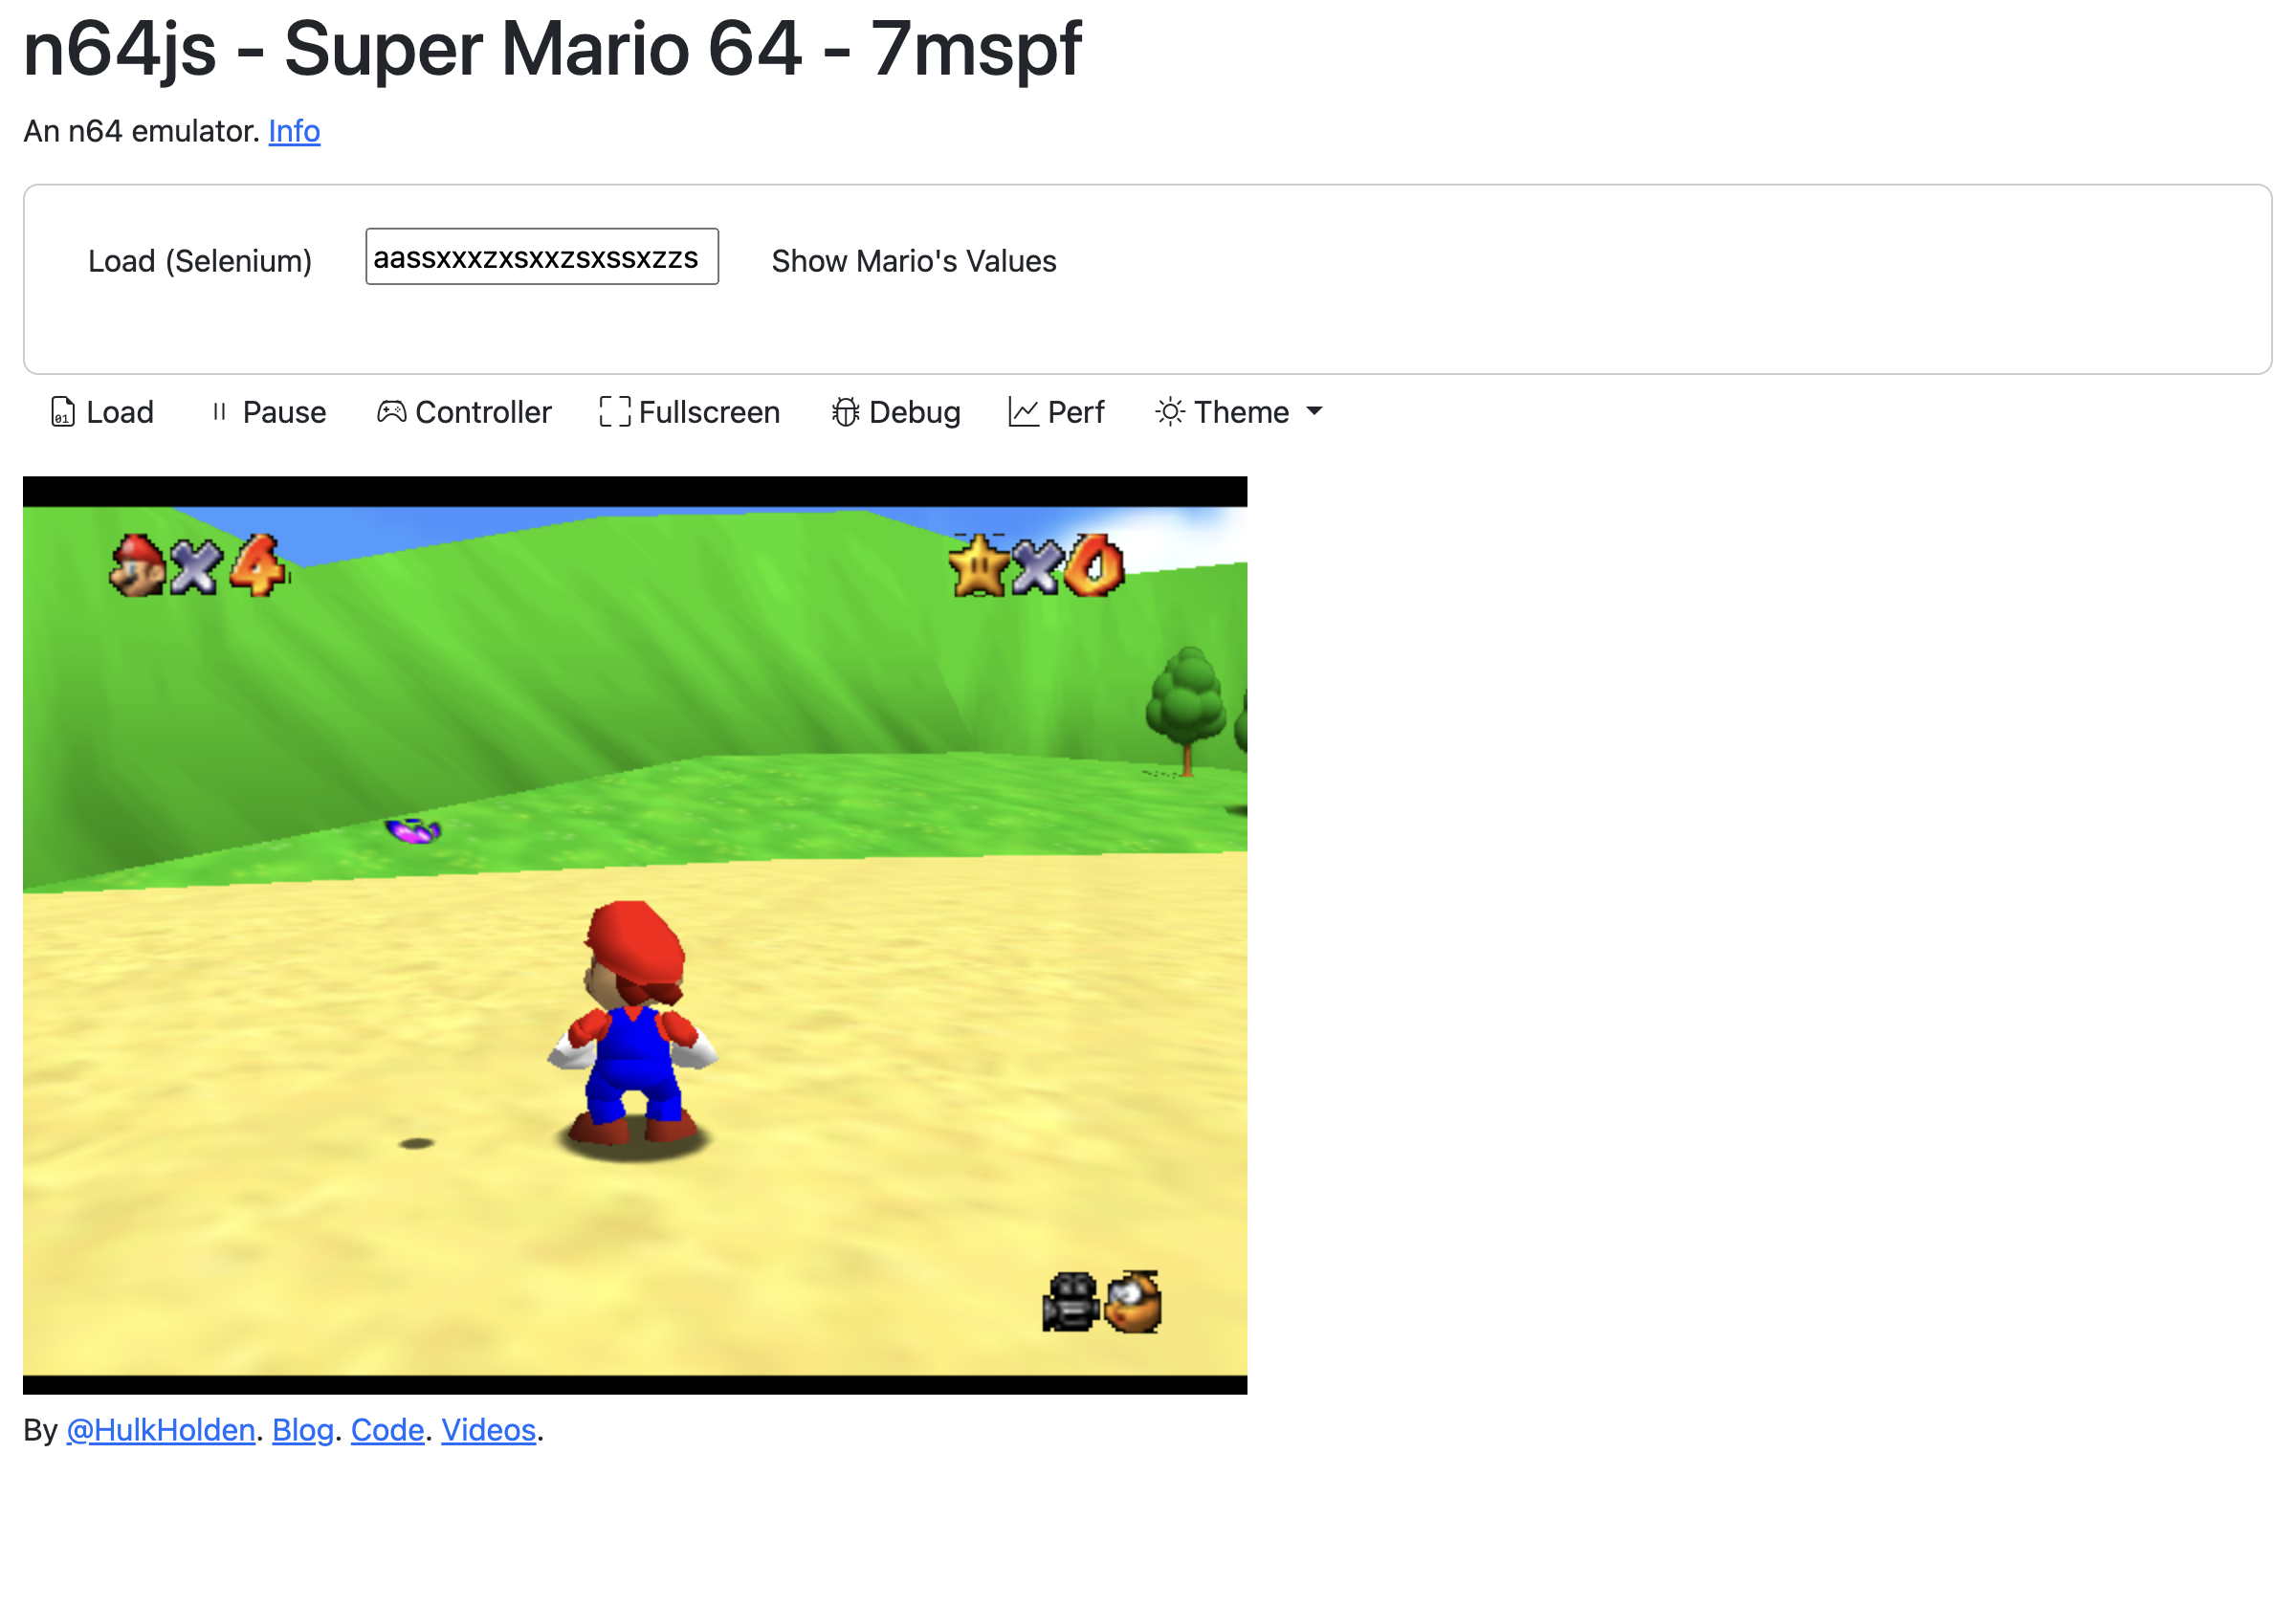 n64js - Super Mario 64 - 7mspf
An n64 emulator. Info
Load (Selenium) aassxxxzxsxxzsxssxzzs Show Mario's Values
01 Load Pause Controller Fullscreen Debug Perf Theme
×4 ×0
By @HulkHolden. Blog. Code. Videos.